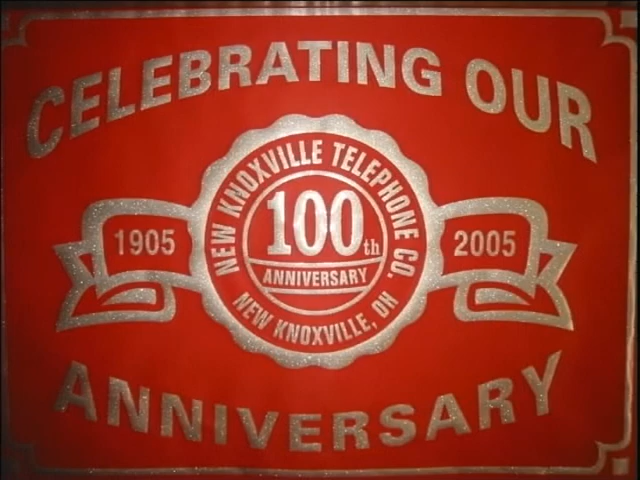 CELEBRATING OUR
NEW KNOXVILLE TELEPHONE CO.
1905
100th
2005
ANNIVERSARY
NEW KNOXVILLE, OH
ANNIVERSARY